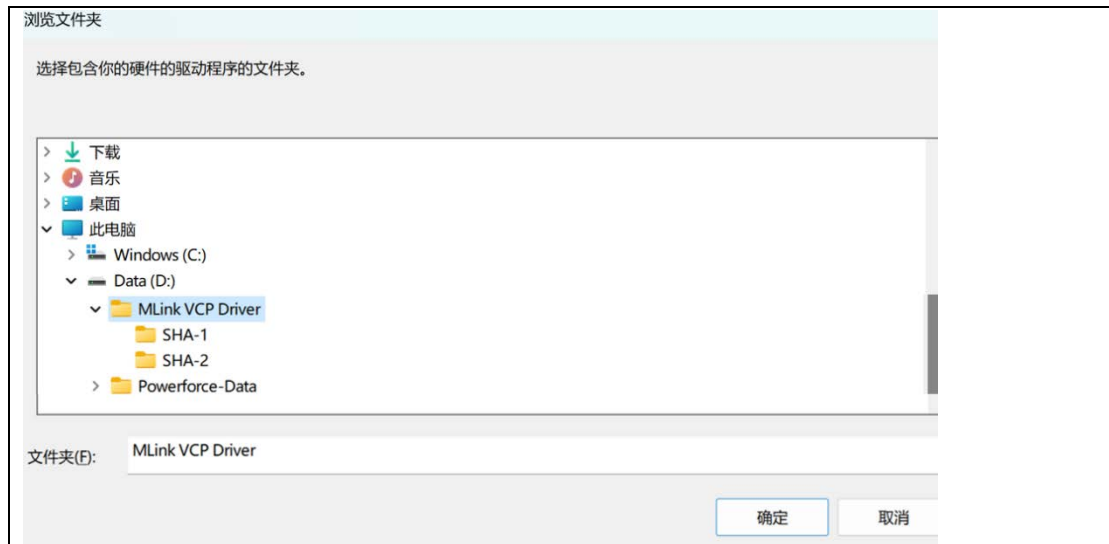 浏览文件夹
选择包含你的硬件的驱动程序的文件夹。
下载
音乐
桌面
此电脑
Windows (C:)
Data (D:)
MLink VCP Driver
SHA-1
SHA-2
Powerforce-Data
文件夹(F): MLink VCP Driver
确定 取消